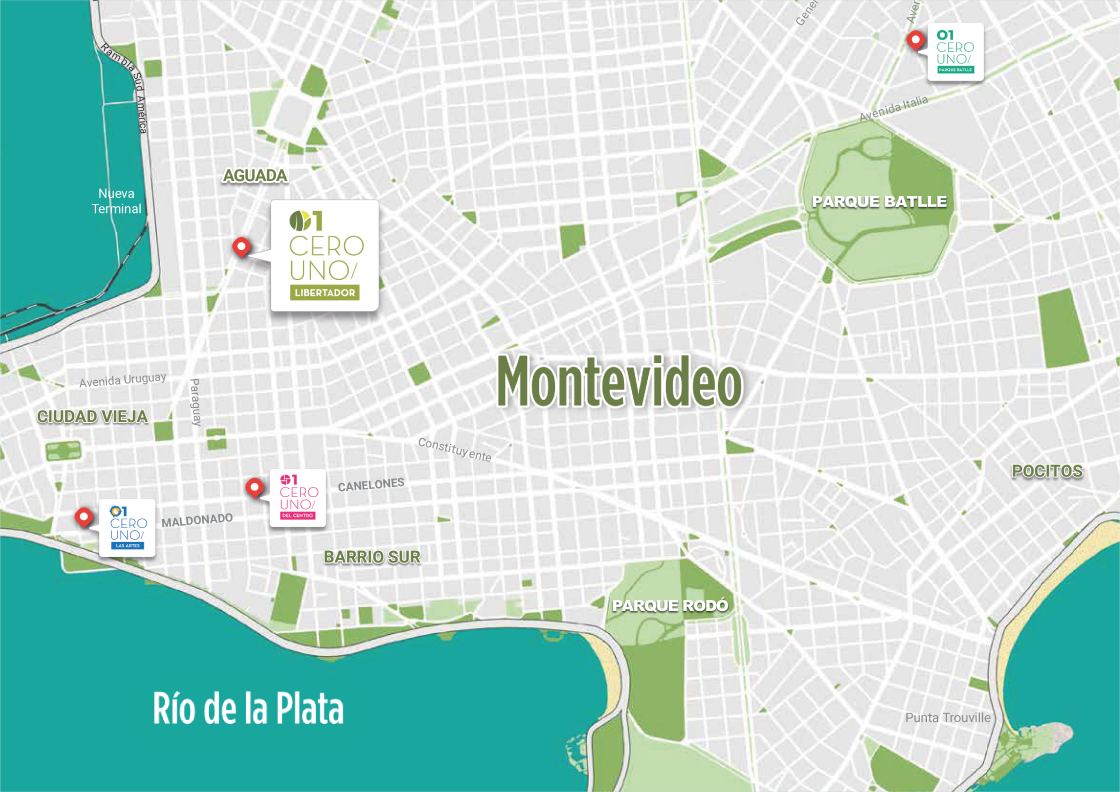 Gener
Aven
01
CERO
UNO/
PARQUE BATLLE
Rambla Sud América
Avenida Italia
AGUADA
Nueva
Terminal
PARQUE BATLLE
01
CERO
UNO/
LIBERTADOR
Montevideo
Avenida Uruguay
Paraguay
CIUDAD VIEJA
Constituyente
POCITOS
01
CERO
UNO/
DEL CENTRO
CANELONES
01
CERO
UNO/
LAS ARTES
MALDONADO
BARRIO SUR
PARQUE RODÓ
Río de la Plata
Punta Trouville